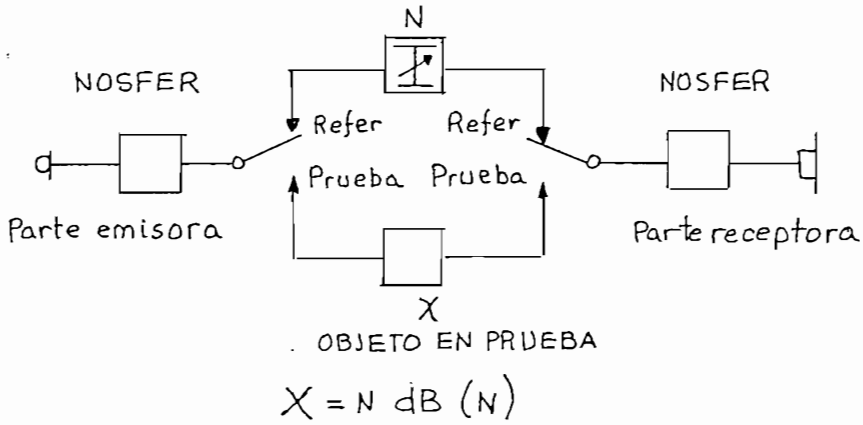 N
NOSFER
NOSFER
Refer
Refer
Prueba
Prueba
Parte emisora
Parte receptora
X
OBJETO EN PRUEBA
X = N dB (N)